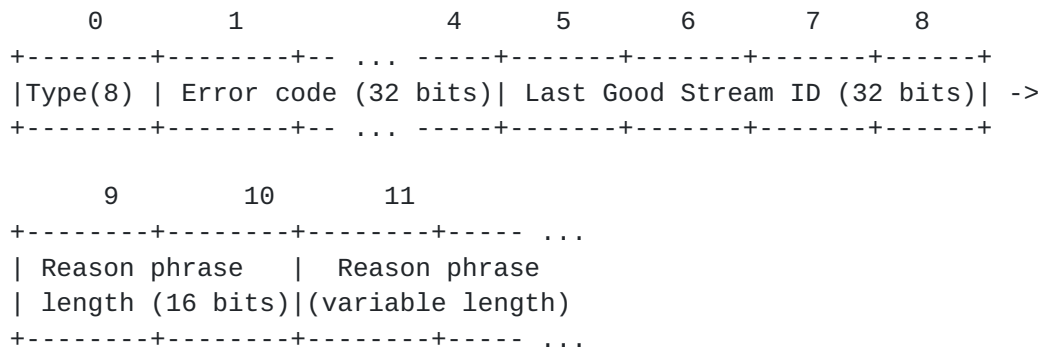 0        1             4      5       6       7      8
+--------+--------+-- ... -----+-------+-------+-------+------+
|Type(8) | Error code (32 bits)| Last Good Stream ID (32 bits)| ->
+--------+--------+-- ... -----+-------+-------+-------+------+

      9        10       11
+--------+--------+--------+----- ...
| Reason phrase   |  Reason phrase
| length (16 bits)|(variable length)
+--------+--------+--------+----- ...